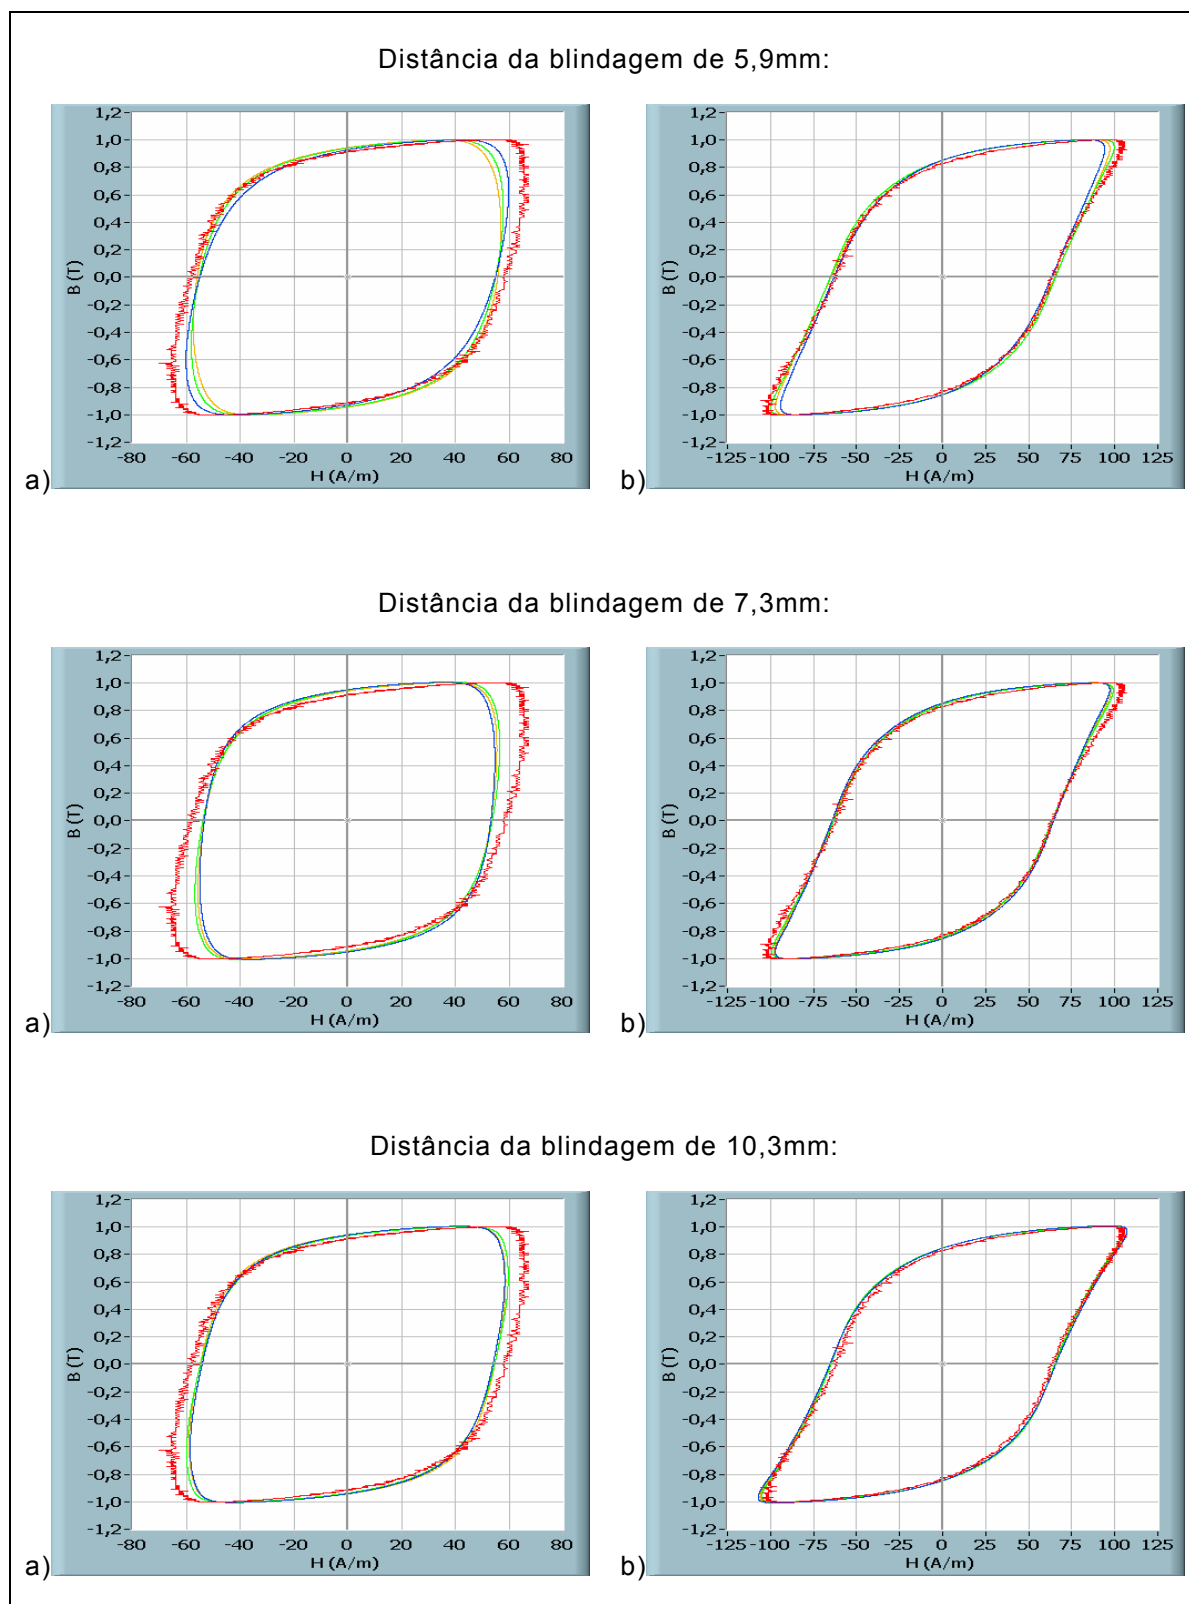 Distância da blindagem de 5,9mm:
1,2
1,0
0,8
0,6
0,4
0,2
0,0
-0,2
-0,4
-0,6
-0,8
-1,0
-1,2
B (T)
-80 -60 -40 -20 0 20 40 60 80
H (A/m)
a)
1,2
1,0
0,8
0,6
0,4
0,2
0,0
-0,2
-0,4
-0,6
-0,8
-1,0
-1,2
B (T)
-125 -100 -75 -50 -25 0 25 50 75 100 125
H (A/m)
b)
Distância da blindagem de 7,3mm:
1,2
1,0
0,8
0,6
0,4
0,2
0,0
-0,2
-0,4
-0,6
-0,8
-1,0
-1,2
B (T)
-80 -60 -40 -20 0 20 40 60 80
H (A/m)
a)
1,2
1,0
0,8
0,6
0,4
0,2
0,0
-0,2
-0,4
-0,6
-0,8
-1,0
-1,2
B (T)
-125 -100 -75 -50 -25 0 25 50 75 100 125
H (A/m)
b)
Distância da blindagem de 10,3mm:
1,2
1,0
0,8
0,6
0,4
0,2
0,0
-0,2
-0,4
-0,6
-0,8
-1,0
-1,2
B (T)
-80 -60 -40 -20 0 20 40 60 80
H (A/m)
a)
1,2
1,0
0,8
0,6
0,4
0,2
0,0
-0,2
-0,4
-0,6
-0,8
-1,0
-1,2
B (T)
-125 -100 -75 -50 -25 0 25 50 75 100 125
H (A/m)
b)